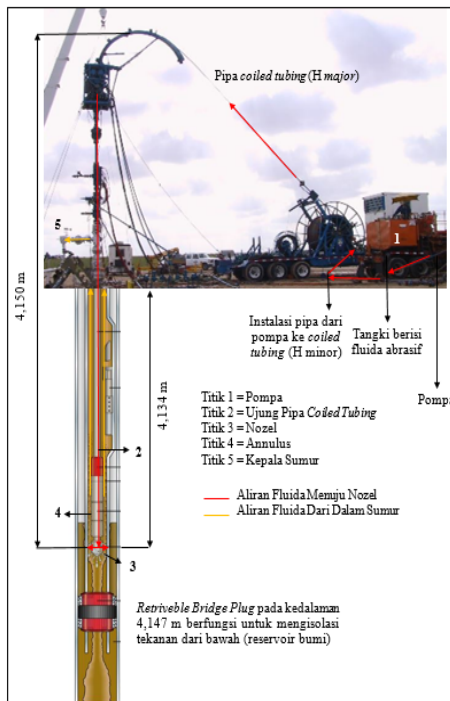 Pipa coiled tubing (H major)
1
5
4,150 m
Instalasi pipa dari
pompa ke coiled
tubing (H minor)
Tangki berisi
fluida abrasif
Pompa
4,134 m
Titik 1 = Pompa
Titik 2 = Ujung Pipa Coiled Tubing
Titik 3 = Nozel
Titik 4 = Annulus
Titik 5 = Kepala Sumur
2
Aliran Fluida Menuju Nozel
Aliran Fluida Dari Dalam Sumur
4
3
Retriveble Bridge Plug pada kedalaman
4,147 m berfungsi untuk mengisolasi
tekanan dari bawah (reservoir bumi)